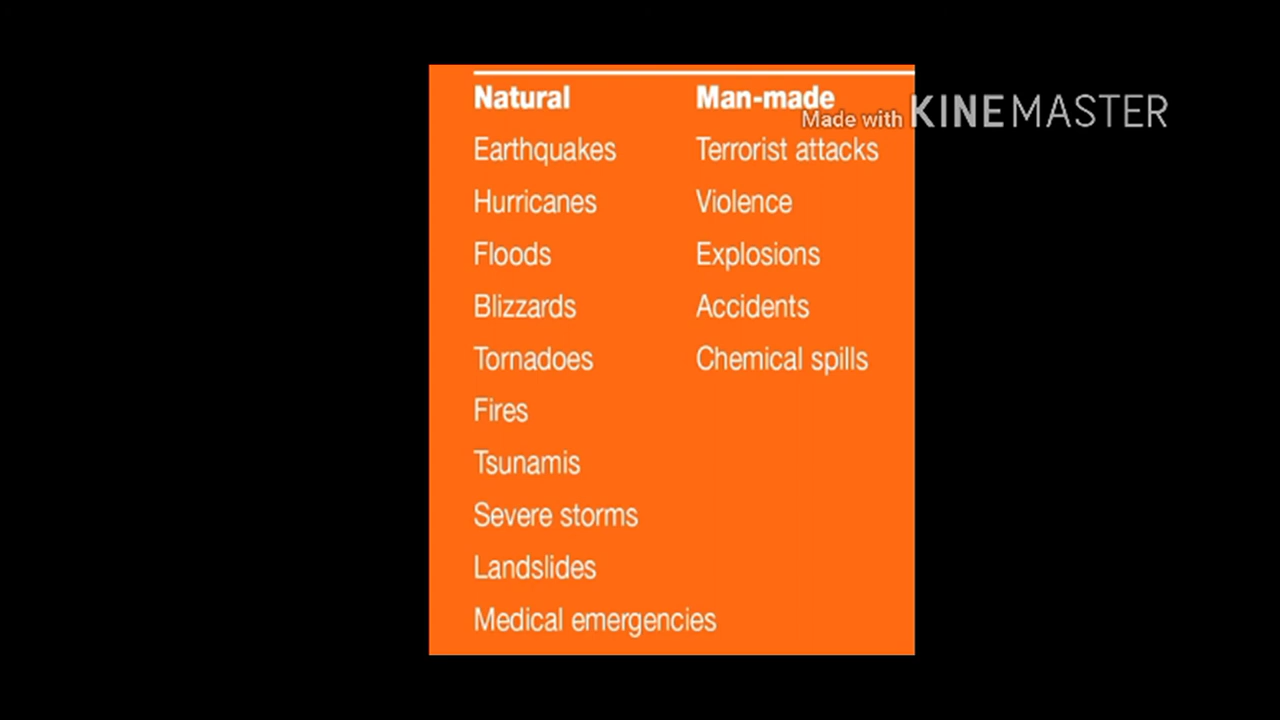 Natural Man-made
Made with KINEMASTER
Earthquakes Terrorist attacks
Hurricanes Violence
Floods Explosions
Blizzards Accidents
Tornadoes Chemical spills
Fires
Tsunamis
Severe storms
Landslides
Medical emergencies